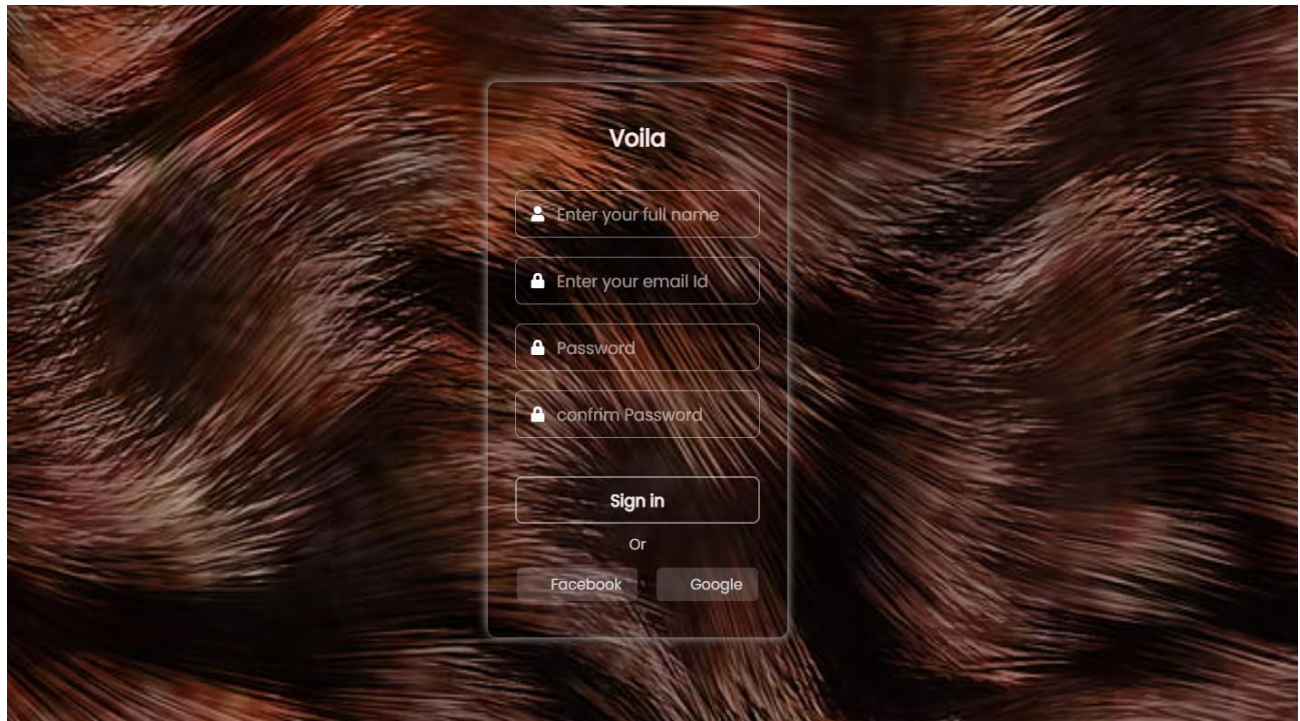 Voila
Enter your full name
Enter your email Id
Password
confrim Password
Sign in
Or
Facebook Google